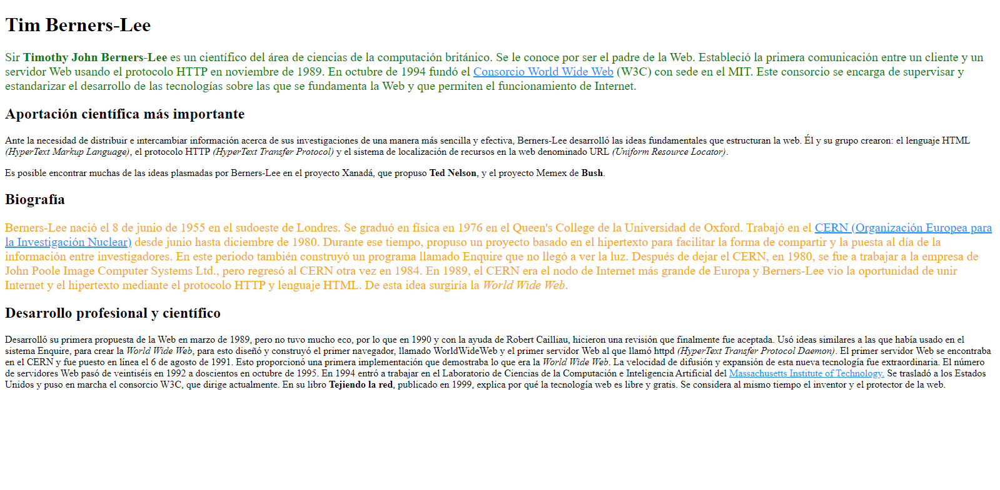 Tim Berners-Lee
Sir Timothy John Berners-Lee es un científico del área de ciencias de la computación británico. Se le conoce por ser el padre de la Web. Estableció la primera comunicación entre un cliente y un
servidor Web usando el protocolo HTTP en noviembre de 1989. En octubre de 1994 fundó el Consorcio World Wide Web (W3C) con sede en el MIT. Este consorcio se encarga de supervisar y
estandarizar el desarrollo de las tecnologías sobre las que se fundamenta la Web y que permiten el funcionamiento de Internet.
Aportación científica más importante
Ante la necesidad de distribuir e intercambiar información acerca de sus investigaciones de una manera más sencilla y efectiva, Berners-Lee desarrolló las ideas fundamentales que estructuran la web. Él y su grupo crearon: el lenguaje HTML
(HyperText Markup Language), el protocolo HTTP (HyperText Transfer Protocol) y el sistema de localización de recursos en la web denominado URL (Uniform Resource Locator).
Es posible encontrar muchas de las ideas plasmadas por Berners-Lee en el proyecto Xanadá, que propuso Ted Nelson, y el proyecto Memex de Bush.
Biografía
Berners-Lee nació el 8 de junio de 1955 en el sudoeste de Londres. Se graduó en física en 1976 en el Queen's College de la Universidad de Oxford. Trabajó en el CERN (Organización Europea para
la Investigación Nuclear) desde junio hasta diciembre de 1980. Durante ese tiempo, propuso un proyecto basado en el hipertexto para facilitar la forma de compartir y la puesta al día de la
información entre investigadores. En este periodo también construyó un programa llamado Enquire que no llegó a ver la luz. Después de dejar el CERN, en 1980, se fue a trabajar a la empresa de
John Poole Image Computer Systems Ltd., pero regresó al CERN otra vez en 1984. En 1989, el CERN era el nodo de Internet más grande de Europa y Berners-Lee vio la oportunidad de unir
Internet y el hipertexto mediante el protocolo HTTP y lenguaje HTML. De esta idea surgiría la World Wide Web.
Desarrollo profesional y científico
Desarrolló su primera propuesta de la Web en marzo de 1989, pero no tuvo mucho eco, por lo que en 1990 y con la ayuda de Robert Cailliau, hicieron una revisión que finalmente fue aceptada. Usó ideas similares a las que había usado en el
sistema Enquire, para crear la World Wide Web, para esto diseñó y construyó el primer navegador, llamado WorldWideWeb y el primer servidor Web al que llamó httpd (HyperText Transfer Protocol Daemon). El primer servidor Web se encontraba
en el CERN y fue puesto en línea el 6 de agosto de 1991. Esto proporcionó una primera implementación que demostraba lo que era la World Wide Web. La velocidad de difusión y expansión de esta nueva tecnología fue extraordinaria. El número
de servidores Web pasó de veintiséis en 1992 a doscientos en octubre de 1995. En 1994 entró a trabajar en el Laboratorio de Ciencias de la Computación e Inteligencia Artificial del Massachusetts Institute of Technology. Se trasladó a los Estados
Unidos y puso en marcha el consorcio W3C, que dirige actualmente. En su libro Tejiendo la red, publicado en 1999, explica por qué la tecnología web es libre y gratis. Se considera al mismo tiempo el inventor y el protector de la web.